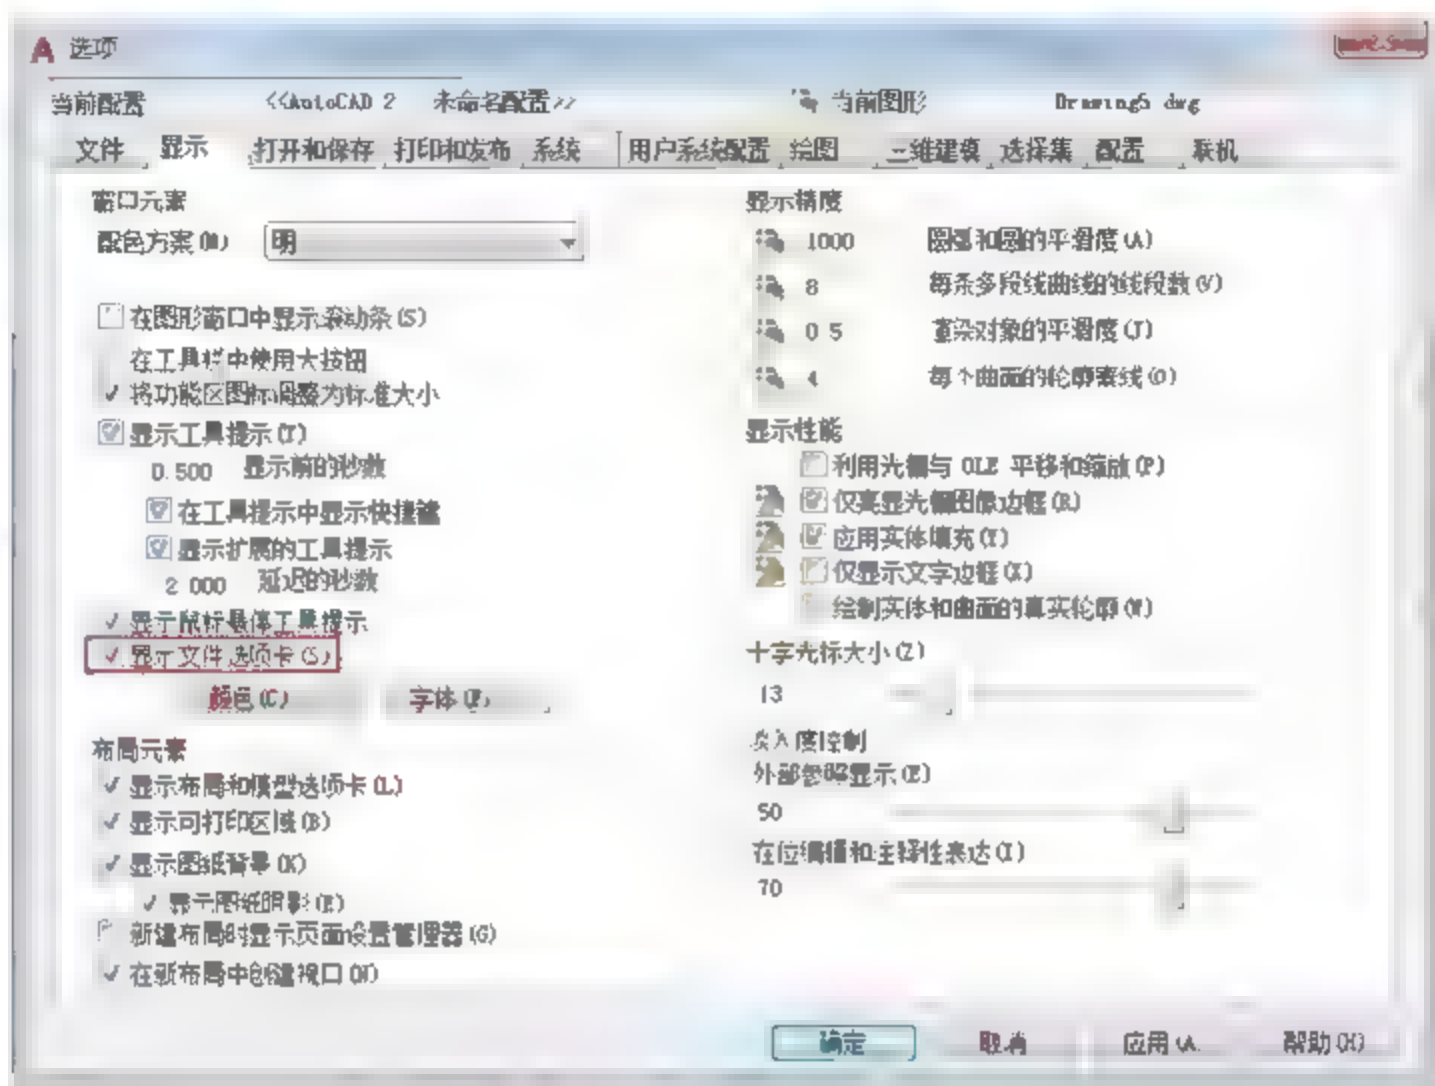 选项
当前配置 <<AutoCAD 2 未命名配置>> 当前图形 Drawing5 dwg
文件 显示 打开和保存 打印和发布 系统 用户系统配置 绘图 三维建模 选择集 配置 联机
窗口元素
配色方案(M) 明
在图形窗口中显示滚动条(S)
在工具栏中使用大按钮
将功能区图标调整为标准大小
显示工具提示(T)
0.500 显示前的秒数
在工具提示中显示快捷键
显示扩展的工具提示
2 000 延迟的秒数
显示鼠标悬停工具提示
显示文件选项卡(S)
颜色(C) 字体(F)
布局元素
显示布局和模型选项卡(L)
显示可打印区域(B)
显示图纸背景(K)
显示图纸阴影(E)
新建布局时显示页面设置管理器(G)
在新布局中创建视口(N)
显示精度
1000 圆弧和圆的平滑度(A)
8 每条多段线曲线的线段数(V)
0 5 渲染对象的平滑度(J)
4 每个曲面的轮廓素线(O)
显示性能
利用光栅与 OLE 平移和缩放(P)
仅亮显光栅图像边框(R)
应用实体填充(Y)
仅显示文字边框(X)
绘制实体和曲面的真实轮廓(W)
十字光标大小(Z)
13
淡入度控制
外部参照显示(E)
50
在位编辑和注释性表达(I)
70
确定 取消 应用(A 帮助(H)